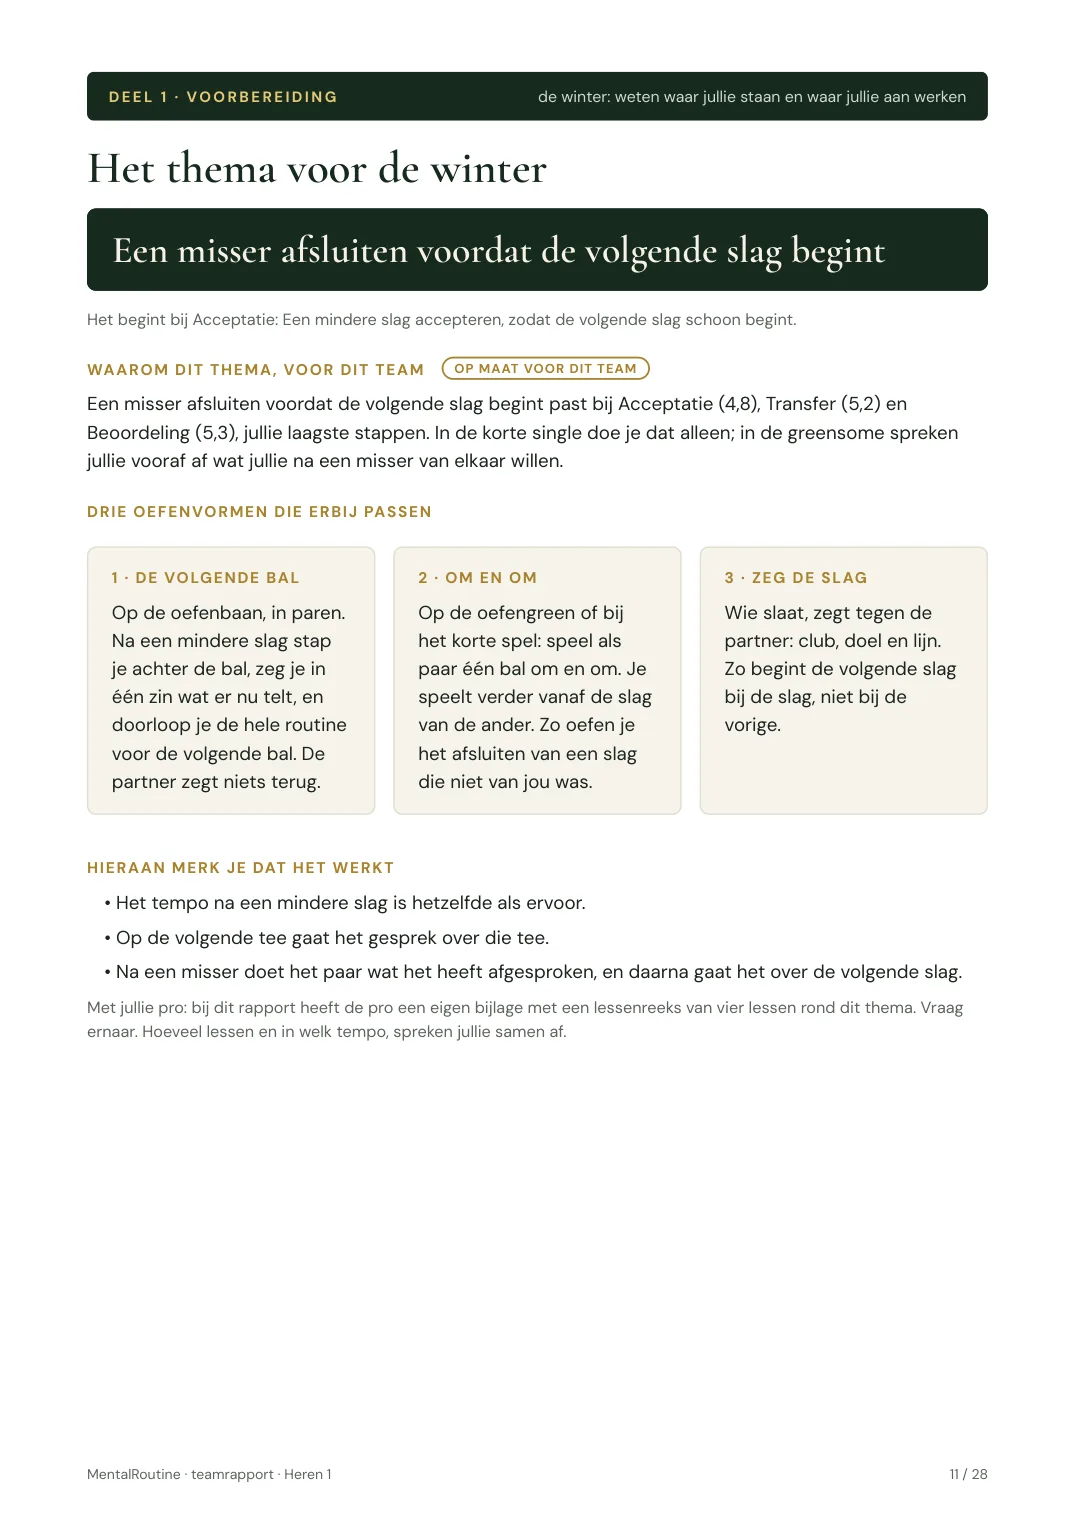 DEEL 1 · VOORBEREIDING
de winter: weten waar jullie staan en waar jullie aan werken
Het thema voor de winter
Een misser afsluiten voordat de volgende slag begint
Het begint bij Acceptatie: Een mindere slag accepteren, zodat de volgende slag schoon begint.
WAAROM DIT THEMA, VOOR DIT TEAM
OP MAAT VOOR DIT TEAM
Een misser afsluiten voordat de volgende slag begint past bij Acceptatie (4,8), Transfer (5,2) en
Beoordeling (5,3), jullie laagste stappen. In de korte single doe je dat alleen; in de greensome spreken
jullie vooraf af wat jullie na een misser van elkaar willen.
DRIE OEFENVORMEN DIE ERBIJ PASSEN
1 · DE VOLGENDE BAL
Op de oefenbaan, in paren.
Na een mindere slag stap
je achter de bal, zeg je in
één zin wat er nu telt, en
doorloop je de hele routine
voor de volgende bal. De
partner zegt niets terug.
2 · OM EN OM
Op de oefengreen of bij
het korte spel: speel als
paar één bal om en om. Je
speelt verder vanaf de slag
van de ander. Zo oefen je
het afsluiten van een slag
die niet van jou was.
3 · ZEG DE SLAG
Wie slaat, zegt tegen de
partner: club, doel en lijn.
Zo begint de volgende slag
bij de slag, niet bij de
vorige.
HIERAAN MERK JE DAT HET WERKT
• Het tempo na een mindere slag is hetzelfde als ervoor.
• Op de volgende tee gaat het gesprek over die tee.
• Na een misser doet het paar wat het heeft afgesproken, en daarna gaat het over de volgende slag.
Met jullie pro: bij dit rapport heeft de pro een eigen bijlage met een lessenreeks van vier lessen rond dit thema. Vraag
ernaar. Hoeveel lessen en in welk tempo, spreken jullie samen af.
MentalRoutine · teamrapport · Heren 1
11 / 28